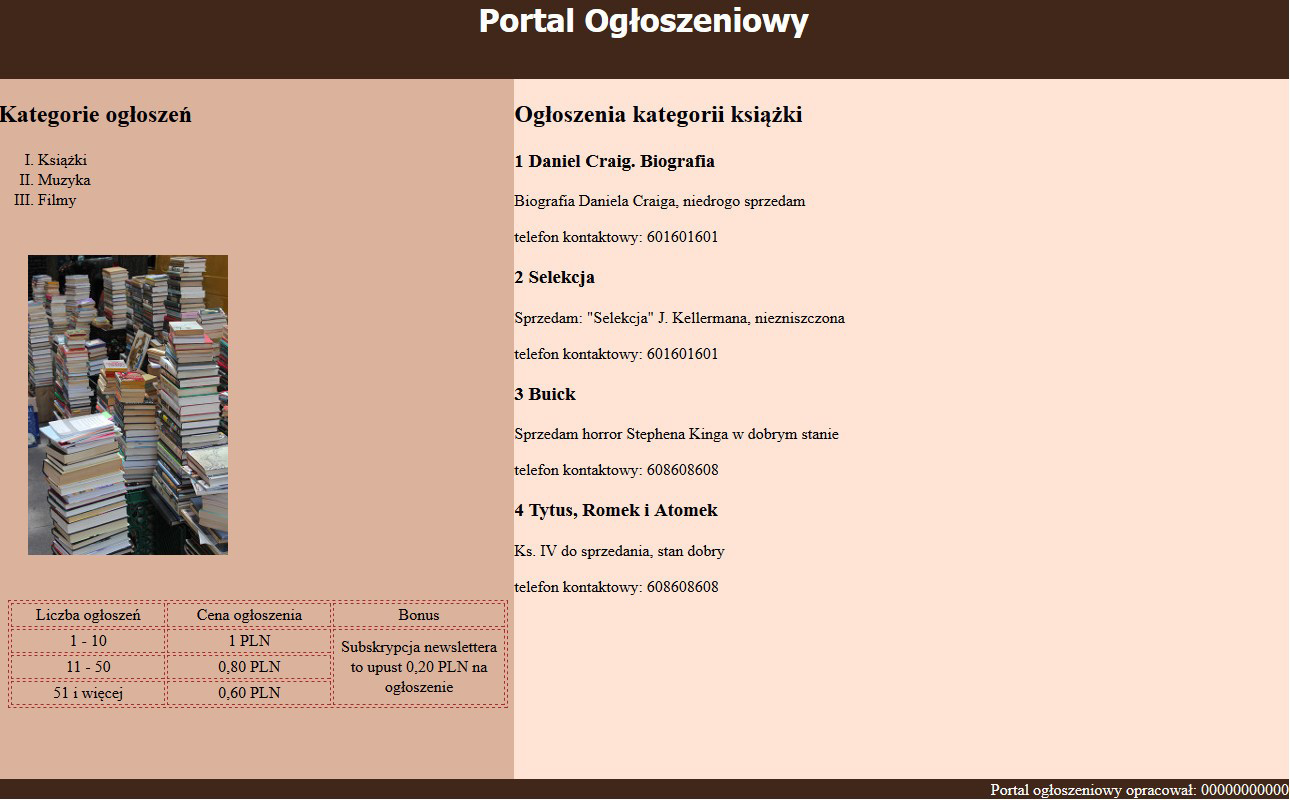 Portal Ogłoszeniowy
Kategorie ogłoszeń
I. Książki
II. Muzyka
III. Filmy
Liczba ogłoszeń Cena ogłoszenia Bonus
1 - 10 1 PLN
11 - 50 0,80 PLN
51 i więcej 0,60 PLN
Subskrypcja newslettera
to upust 0,20 PLN na
ogłoszenie
Ogłoszenia kategorii książki
1 Daniel Craig. Biografia
Biografia Daniela Craiga, niedrogo sprzedam
telefon kontaktowy: 601601601
2 Selekcja
Sprzedam: "Selekcja" J. Kellermana, niezniszczona
telefon kontaktowy: 601601601
3 Buick
Sprzedam horror Stephena Kinga w dobrym stanie
telefon kontaktowy: 608608608
4 Tytus, Romek i Atomek
Ks. IV do sprzedania, stan dobry
telefon kontaktowy: 608608608
Portal ogłoszeniowy opracował: 00000000000